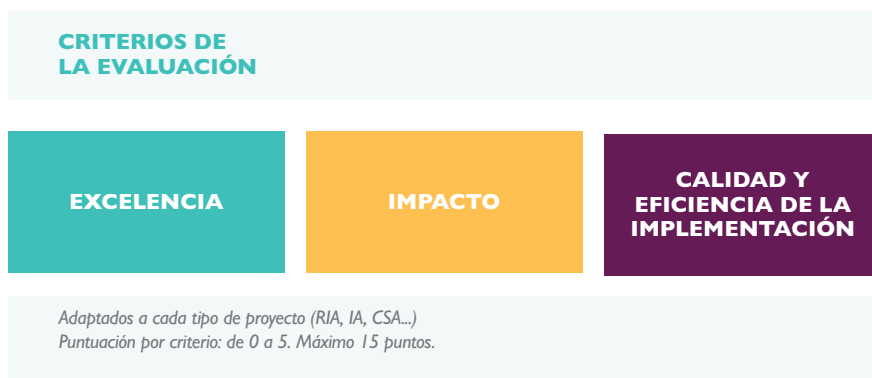 CRITERIOS DE
LA EVALUACIÓN
EXCELENCIA
IMPACTO
CALIDAD Y
EFICIENCIA DE LA
IMPLEMENTACIÓN
Adaptados a cada tipo de proyecto (RIA, IA, CSA...)
Puntuación por criterio: de 0 a 5. Máximo 15 puntos.